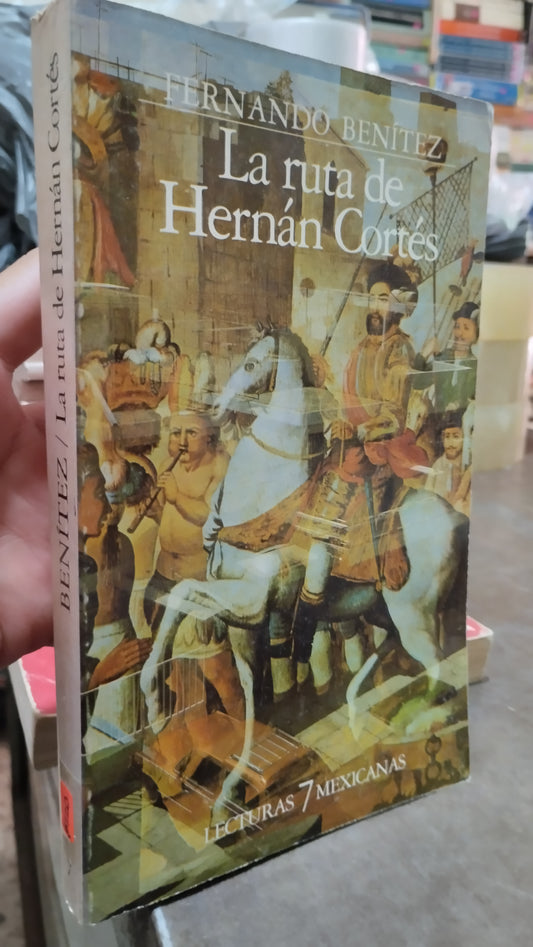 FERNANDO BENÍTEZ
La ruta de
Hernán Cortés
LECTURAS 7 MEXICANAS
BENÍTEZ / La ruta de Hernán Cortés